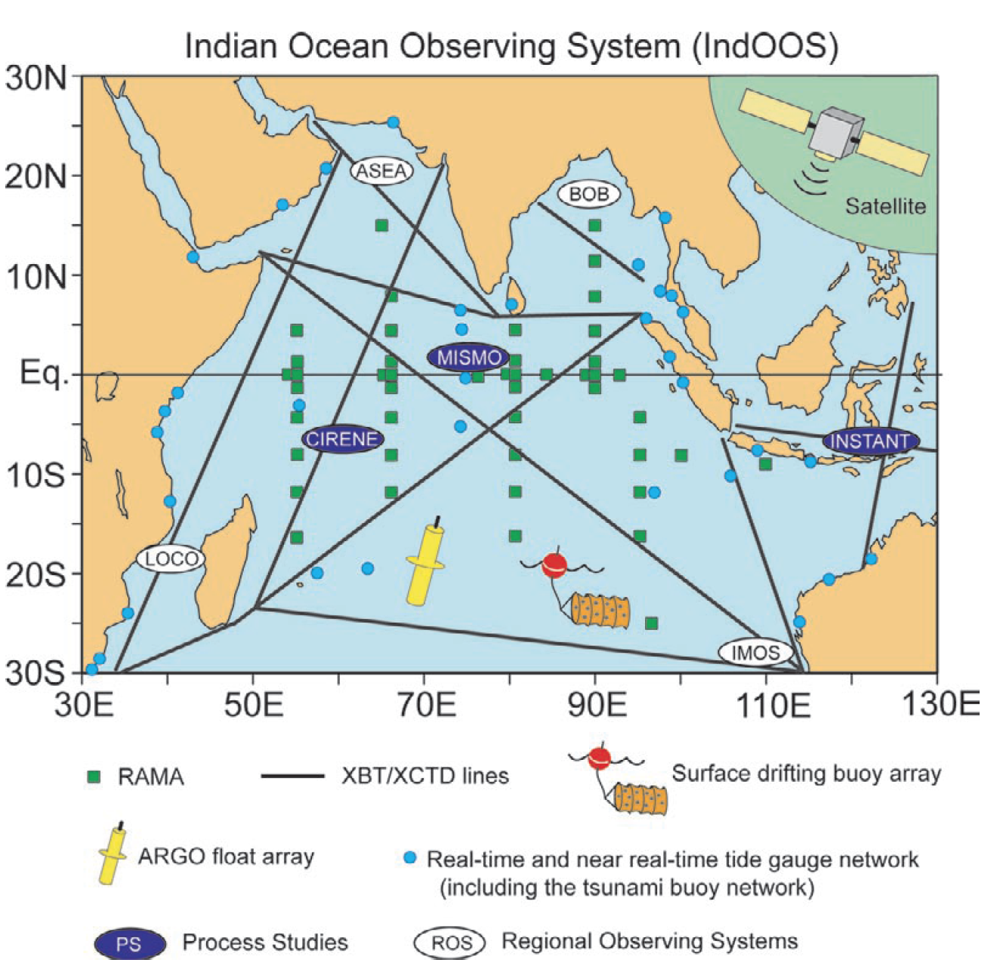 Indian Ocean Observing System (IndOOS)
30N
20N
10N
Eq.
10S
20S
30S
30E
50E
70E
90E
110E
130E
ASEA
BOB
Satellite
MISMO
CIRENE
INSTANT
LOCO
IMOS
RAMA
XBT/XCTD lines
Surface drifting buoy array
ARGO float array
Real-time and near real-time tide gauge network
(including the tsunami buoy network)
PS
Process Studies
ROS
Regional Observing Systems